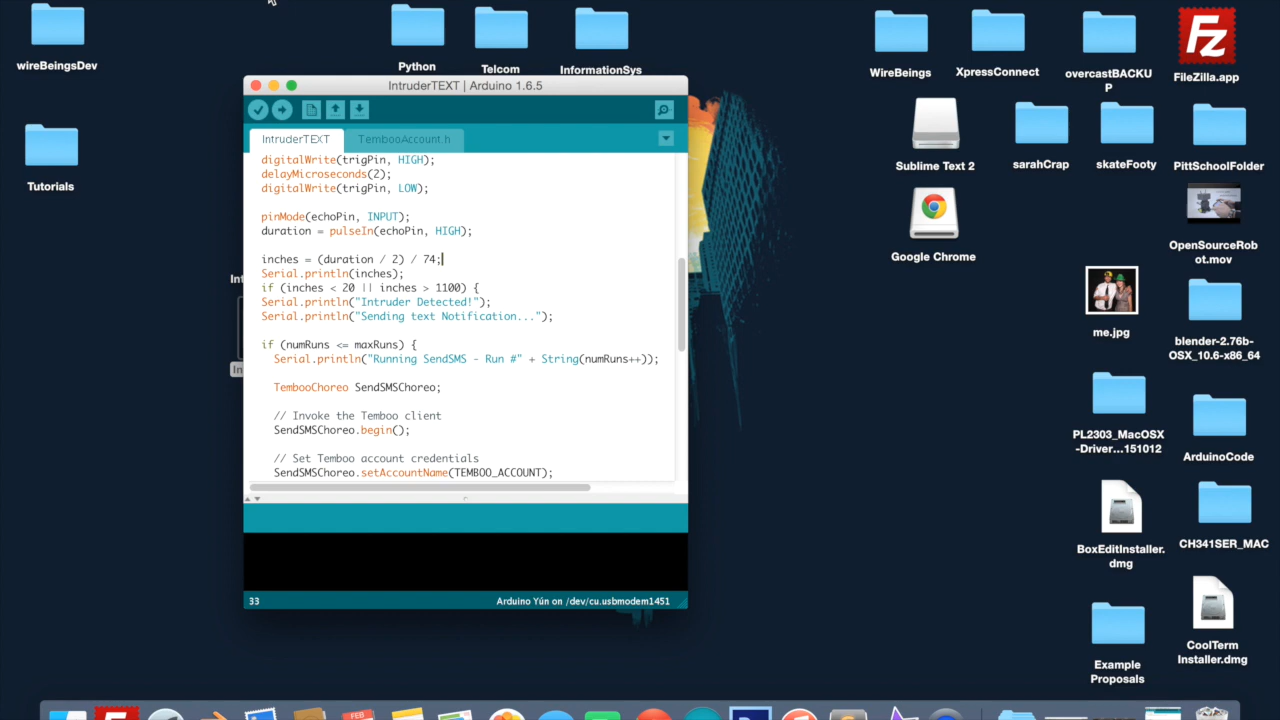 wireBeingsDev
Python
Telcom
InformationSys
WireBeings
XpressConnect
overcastBACKU
P
Fz
FileZilla.app
Tutorials
Sublime Text 2
sarahCrap
skateFooty
PittSchoolFolder
Google Chrome
OpenSourceRob
ot.mov
me.jpg
blender-2.76b-
OSX_10.6-x86_64
PL2303_MacOSX
-Driver...151012
ArduinoCode
BoxEditInstaller.
dmg
CH341SER_MAC
Example
Proposals
CoolTerm
Installer.dmg
IntruderTEXT | Arduino 1.6.5
IntruderTEXT
TembooAccount.h
digitalWrite(trigPin, HIGH);
delayMicroseconds(2);
digitalWrite(trigPin, LOW);
pinMode(echoPin, INPUT);
duration = pulseIn(echoPin, HIGH);
inches = (duration / 2) / 74;
Serial.println(inches);
if (inches < 20 || inches > 1100) {
Serial.println("Intruder Detected!");
Serial.println("Sending text Notification...");
if (numRuns <= maxRuns) {
Serial.println("Running SendSMS - Run #" + String(numRuns++));
TembooChoreo SendSMSChoreo;
// Invoke the Temboo client
SendSMSChoreo.begin();
// Set Temboo account credentials
SendSMSChoreo.setAccountName(TEMBOO_ACCOUNT);
33
Arduino Yún on /dev/cu.usbmodem1451
FEB